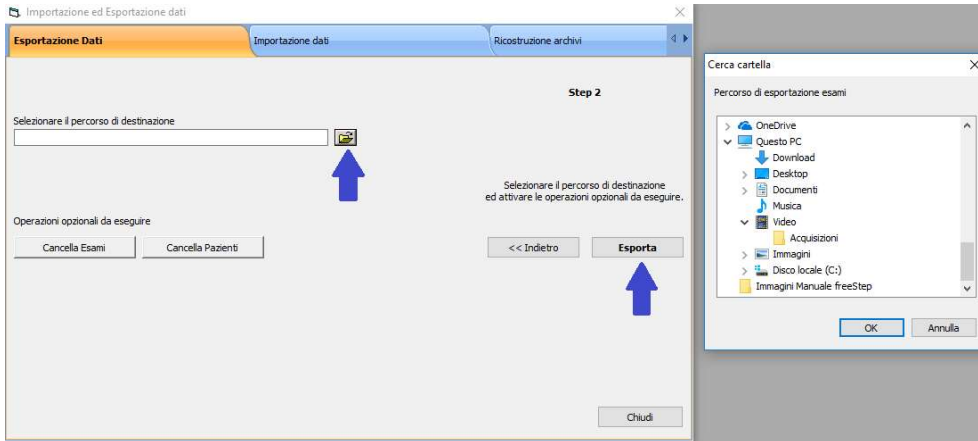 Importazione ed Esportazione dati
Esportazione Dati
Importazione dati
Ricostruzione archivi
Step 2
Selezionare il percorso di destinazione
Selezionare il percorso di destinazione
ed attivare le operazioni opzionali da eseguire.
Operazioni opzionali da eseguire
Cancella Esami
Cancella Pazienti
<< Indietro
Esporta
Chiudi
Cerca cartella
Percorso di esportazione esami
OneDrive
Questo PC
Download
Desktop
Documenti
Musica
Video
Acquisizioni
Immagini
Disco locale (C:)
Immagini Manuale freeStep
OK
Annulla